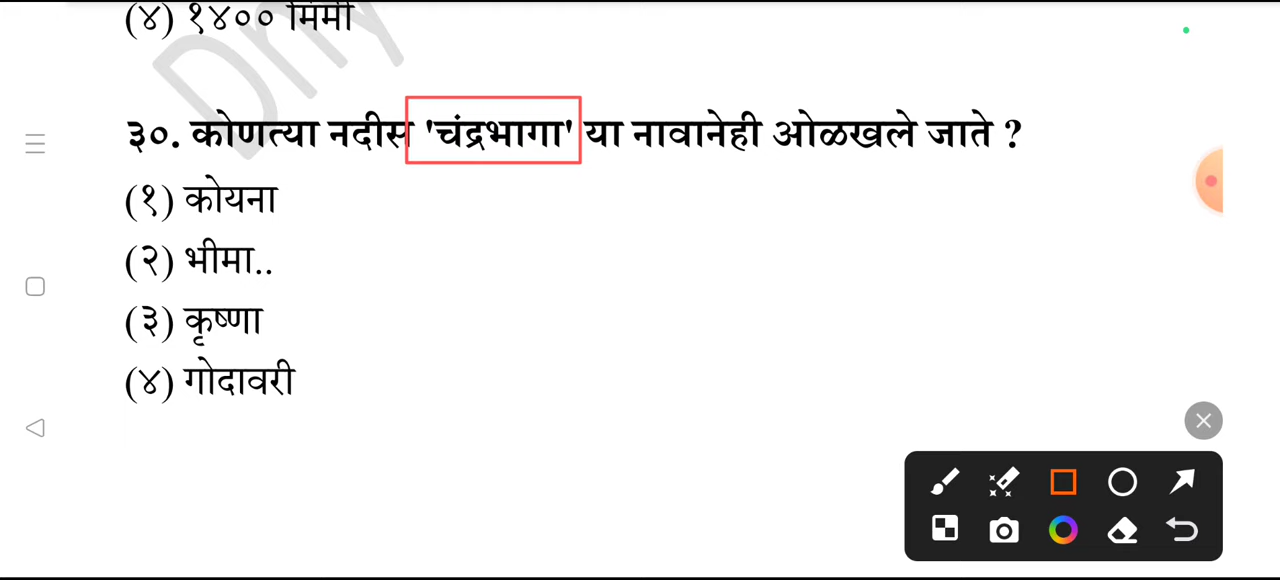 (४) १४०० मिमी
३०. कोणत्या नदीस 'चंद्रभागा' या नावानेही ओळखले जाते ?
(१) कोयना
(२) भीमा..
(३) कृष्णा
(४) गोदावरी